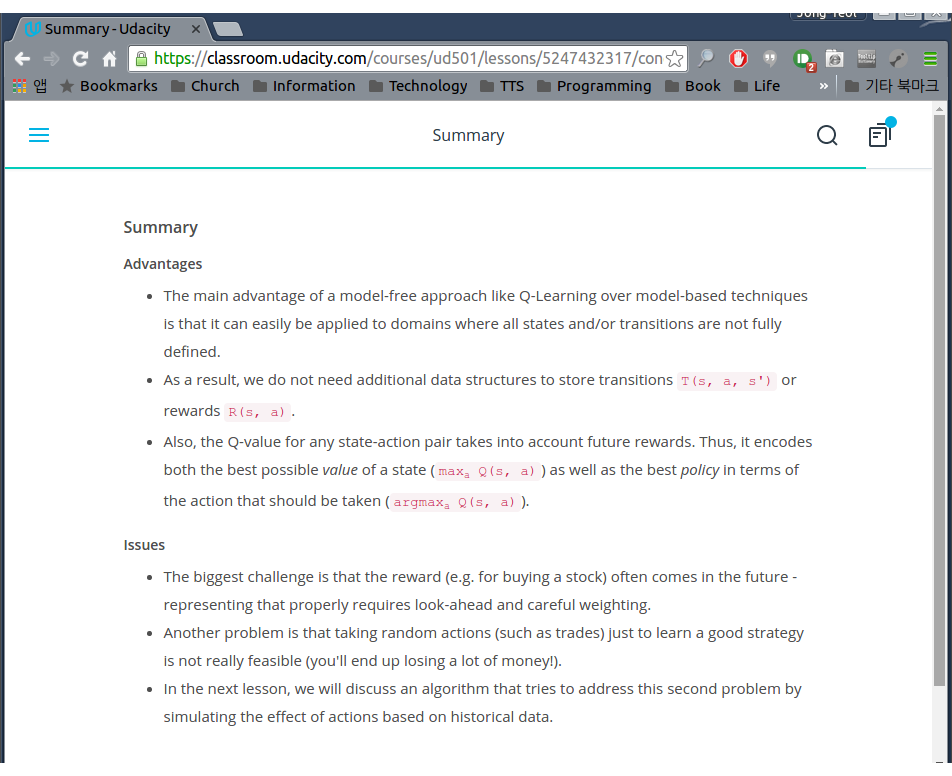 Jong Yeol
Summary - Udacity
https://classroom.udacity.com/courses/ud501/lessons/5247432317/con
2
앱 Bookmarks Church Information Technology TTS Programming Book Life » 기타 북마크
Summary
Summary
Advantages
• The main advantage of a model-free approach like Q-Learning over model-based techniques
is that it can easily be applied to domains where all states and/or transitions are not fully
defined.
• As a result, we do not need additional data structures to store transitions T(s, a, s') or
rewards R(s, a).
• Also, the Q-value for any state-action pair takes into account future rewards. Thus, it encodes
both the best possible value of a state (maxₐ Q(s, a)) as well as the best policy in terms of
the action that should be taken (argmaxₐ Q(s, a)).
Issues
• The biggest challenge is that the reward (e.g. for buying a stock) often comes in the future -
representing that properly requires look-ahead and careful weighting.
• Another problem is that taking random actions (such as trades) just to learn a good strategy
is not really feasible (you'll end up losing a lot of money!).
• In the next lesson, we will discuss an algorithm that tries to address this second problem by
simulating the effect of actions based on historical data.